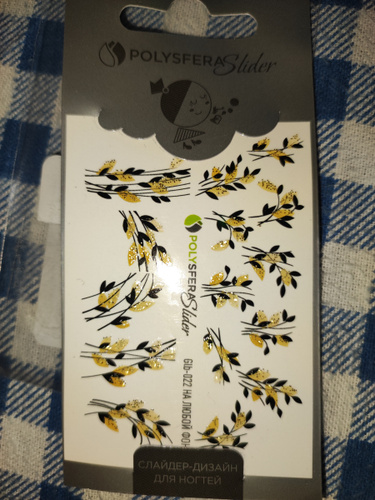 POLYSFERA Slider
POLYSFERA
Slider
Glb-022 НА ЛЮБОЙ ФОН
СЛАЙДЕР-ДИЗАЙН
ДЛЯ НОГТЕЙ